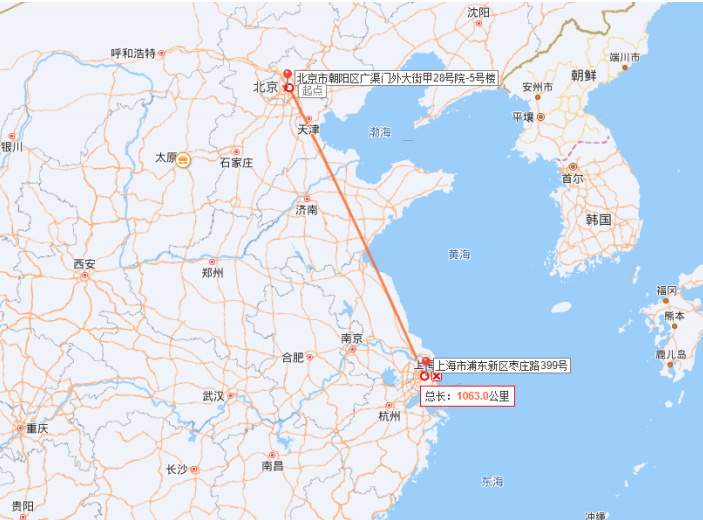 沈阳
呼和浩特
端川市
朝鲜
北京市朝阳区广渠门外大街甲28号院-5号楼
北京
起点
安州市
平壤
天津
渤海
银川
太原
石家庄
首尔
济南
韩国
黄海
西安
郑州
福冈
熊本
南京
合肥
鹿儿岛
上海市浦东新区枣庄路399号
总长：1063.0公里
武汉
杭州
重庆
长沙
南昌
东海
贵阳
冲绳